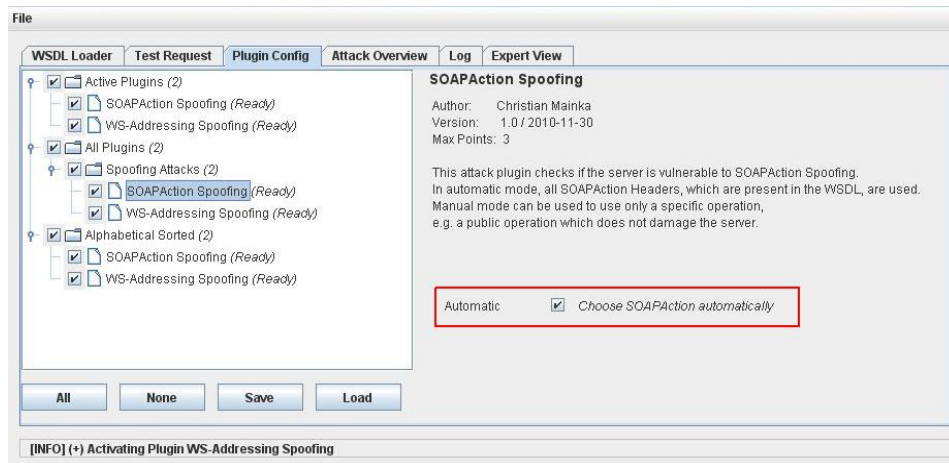 File
WSDL Loader Test Request Plugin Config Attack Overview Log Expert View
Active Plugins (2)
SOAPAction Spoofing (Ready)
WS-Addressing Spoofing (Ready)
All Plugins (2)
Spoofing Attacks (2)
SOAPAction Spoofing (Ready)
WS-Addressing Spoofing (Ready)
Alphabetical Sorted (2)
SOAPAction Spoofing (Ready)
WS-Addressing Spoofing (Ready)
All None Save Load
SOAPAction Spoofing
Author: Christian Mainka
Version: 1.0 / 2010-11-30
Max Points: 3
This attack plugin checks if the server is vulnerable to SOAPAction Spoofing.
In automatic mode, all SOAPAction Headers, which are present in the WSDL, are used.
Manual mode can be used to use only a specific operation,
e.g. a public operation which does not damage the server.
Automatic Choose SOAPAction automatically
[INFO] (+) Activating Plugin WS-Addressing Spoofing